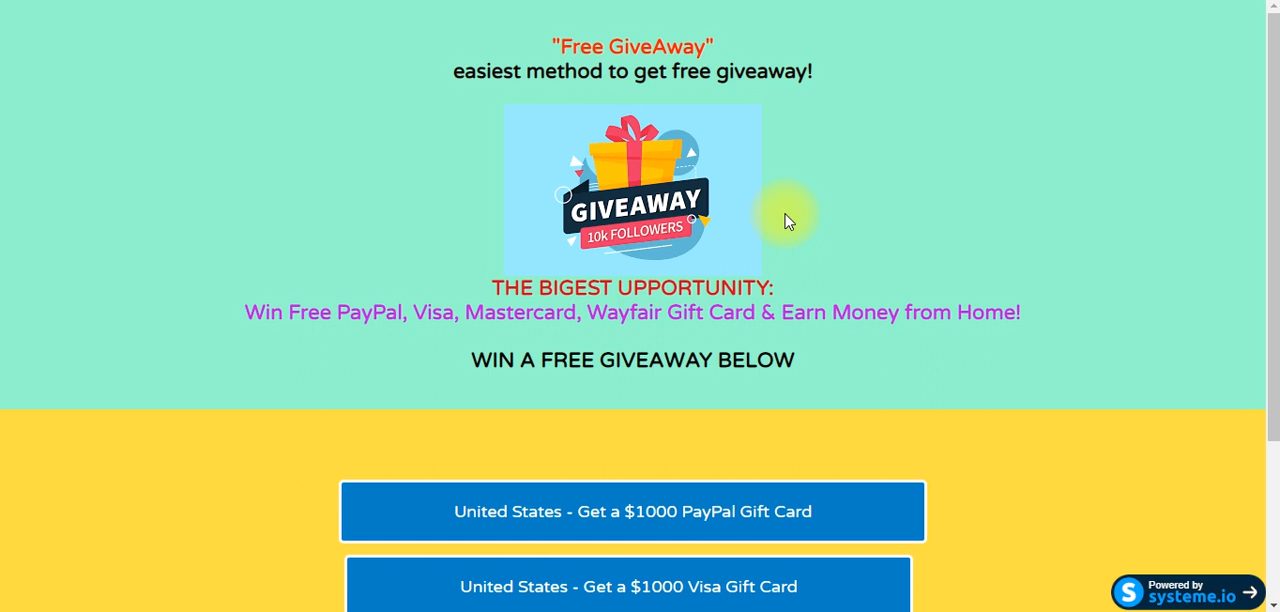 "Free GiveAway"
easiest method to get free giveaway!
GIVEAWAY
10k FOLLOWERS
THE BIGEST UPPORTUNITY:
Win Free PayPal, Visa, Mastercard, Wayfair Gift Card & Earn Money from Home!
WIN A FREE GIVEAWAY BELOW
United States - Get a $1000 PayPal Gift Card
United States - Get a $1000 Visa Gift Card
S
Powered by
systeme.io